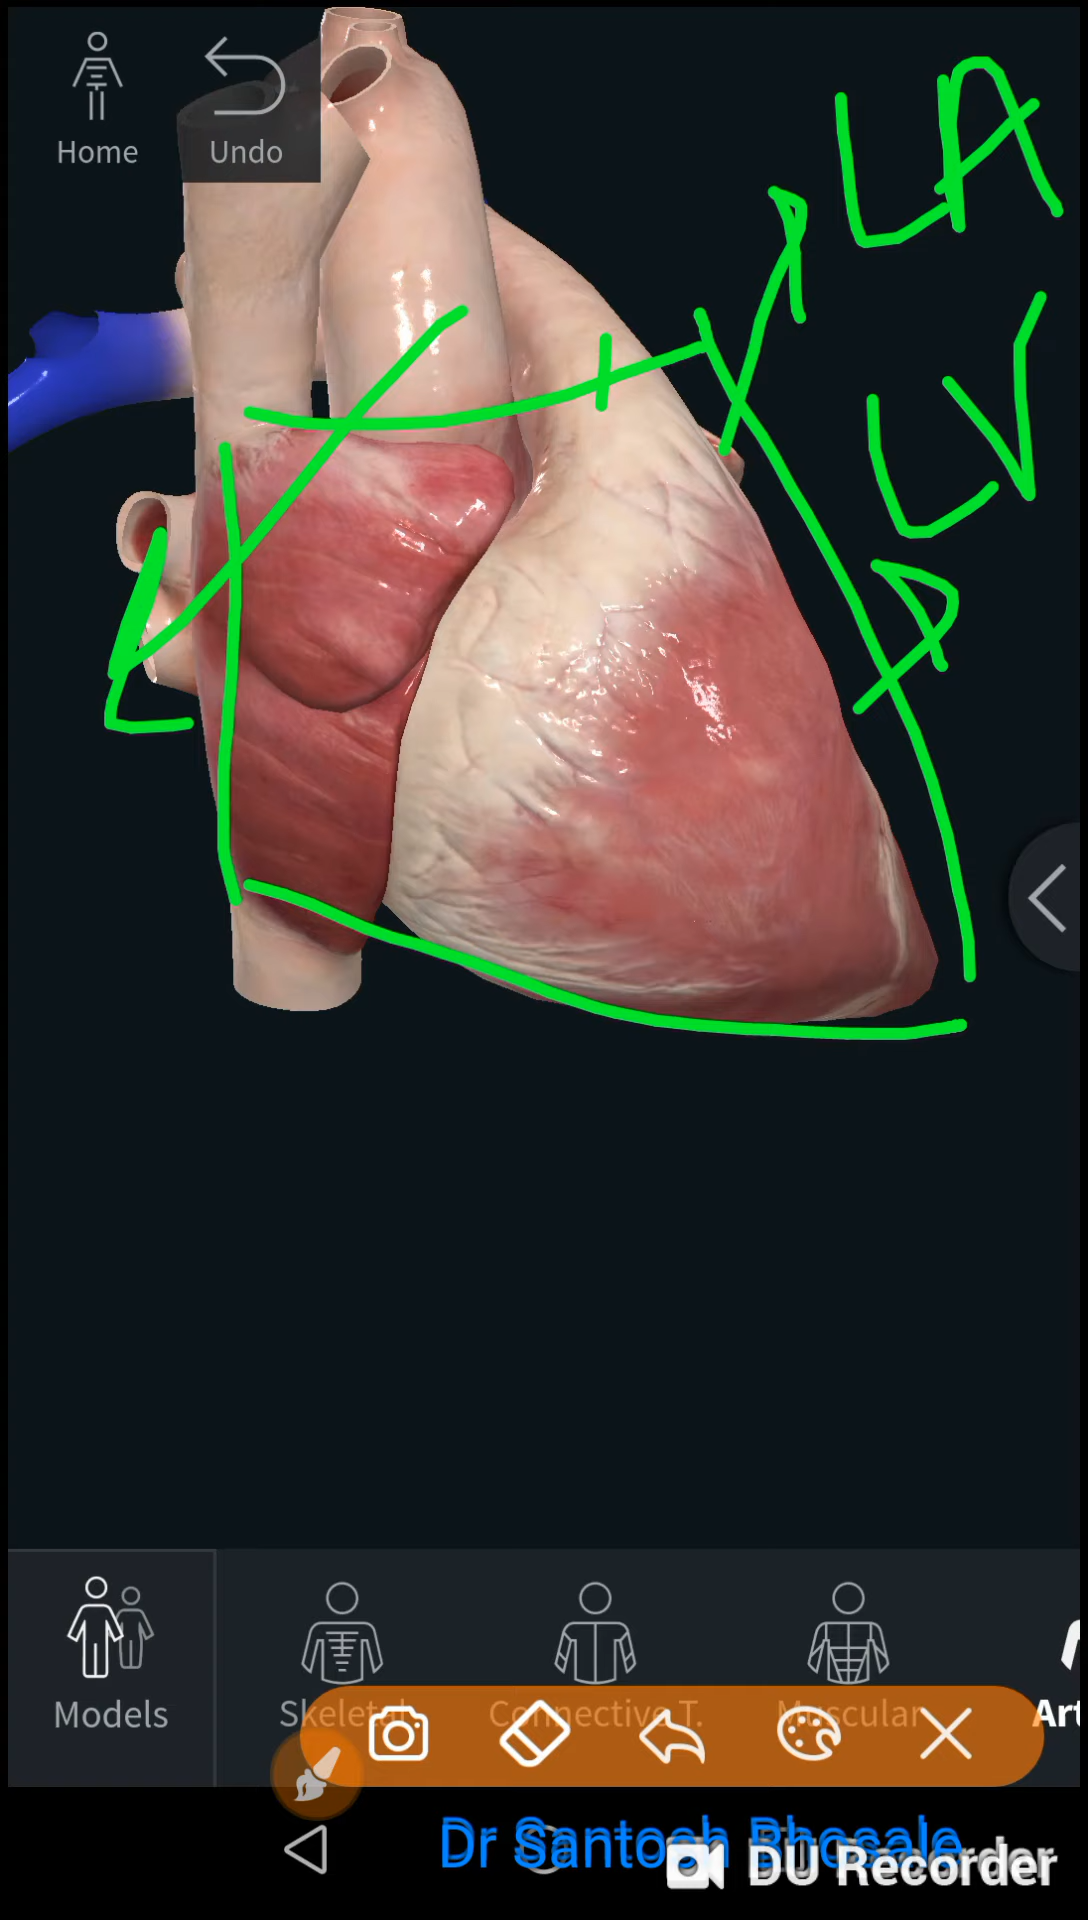 Home
Undo
LA
LV
Models
Skeletal
Connective T.
Muscular
Art
Dr Santosh Bhosale
DU Recorder